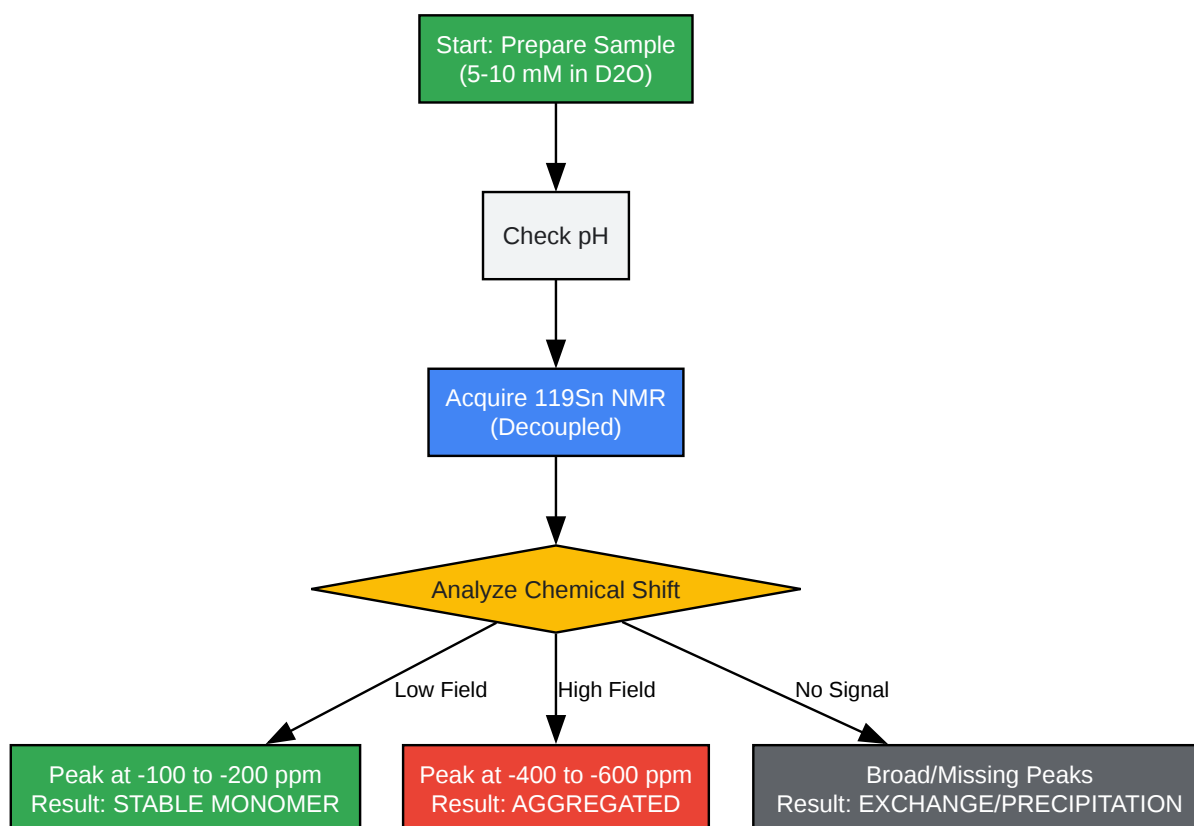 Start: Prepare Sample
(5-10 mM in D2O)
Check pH
Acquire 119Sn NMR
(Decoupled)
Analyze Chemical Shift
Low Field
High Field
No Signal
Peak at -100 to -200 ppm
Result: STABLE MONOMER
Peak at -400 to -600 ppm
Result: AGGREGATED
Broad/Missing Peaks
Result: EXCHANGE/PRECIPITATION